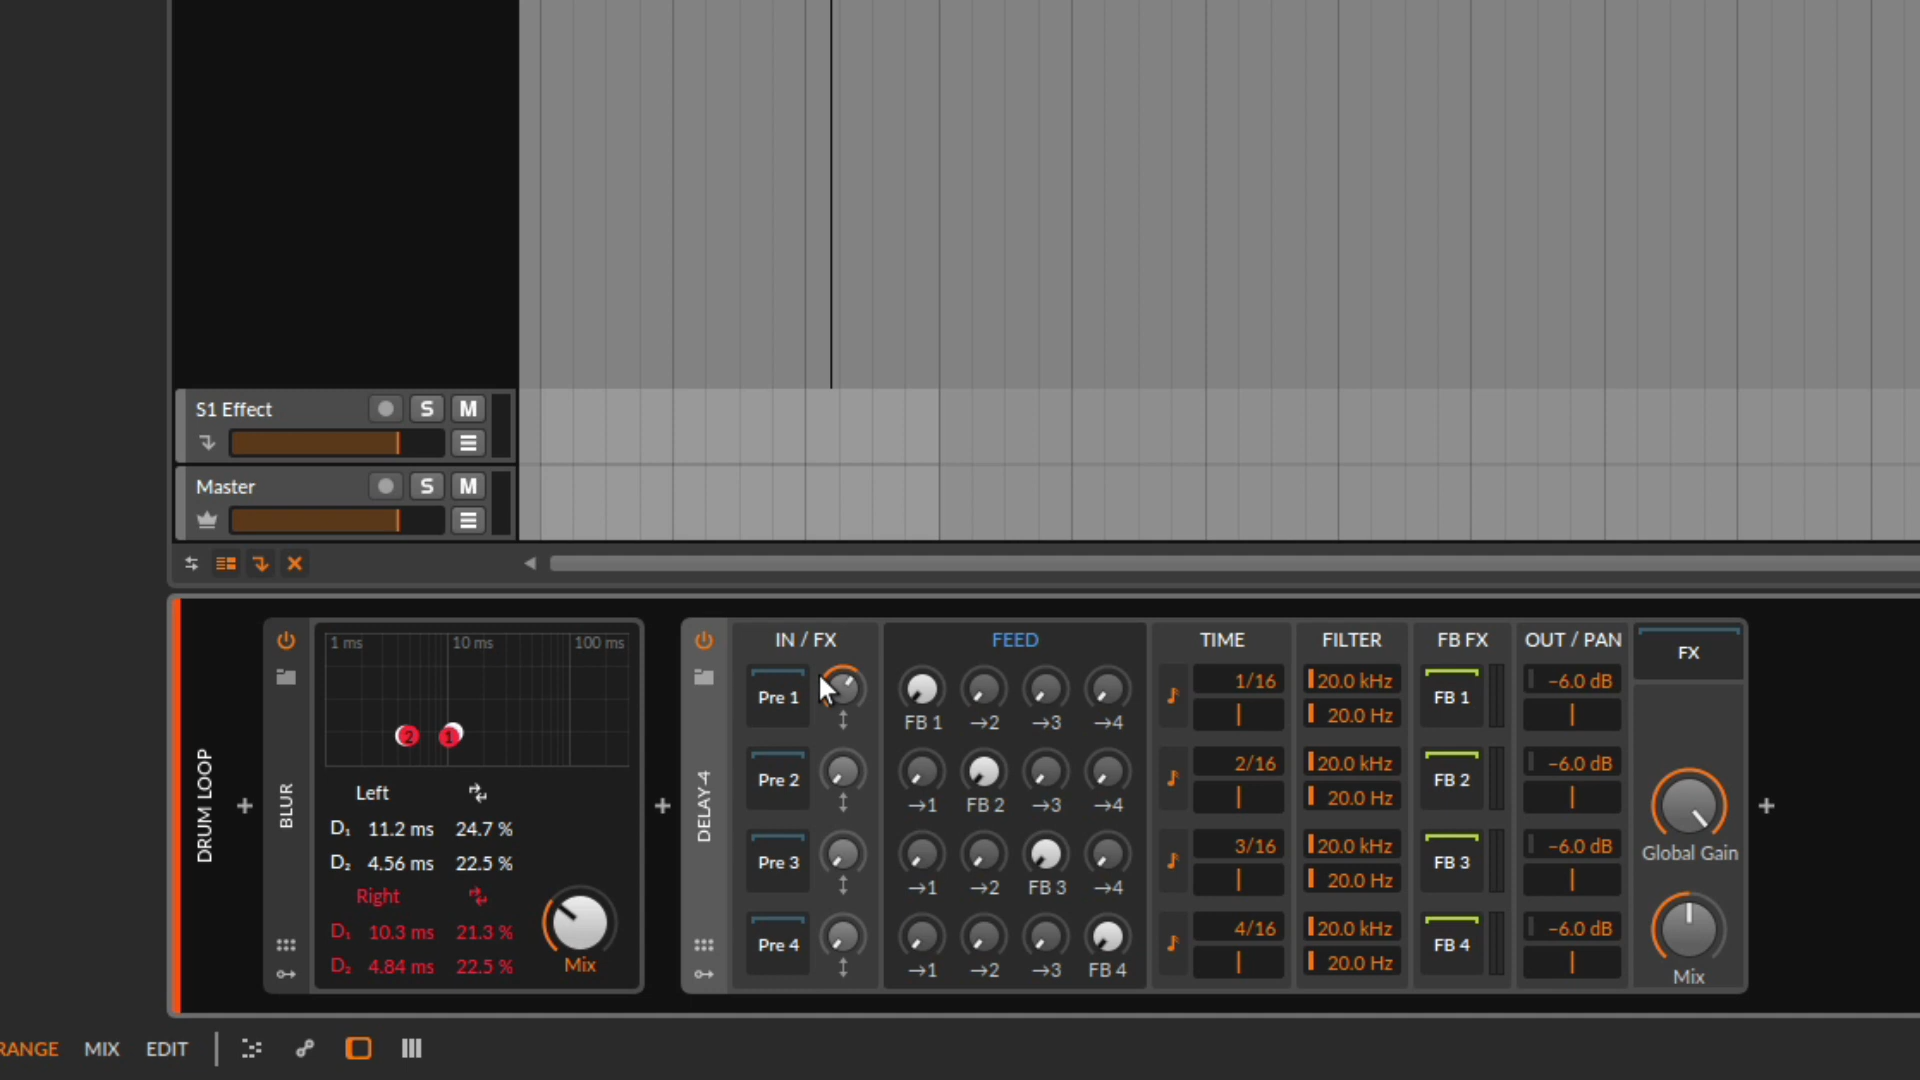 S1 Effect
S M
Master
S M
DRUM LOOP
BLUR
1 ms 10 ms 100 ms
2 1
Left
D₁ 11.2 ms 24.7 %
D₂ 4.56 ms 22.5 %
Right
D₁ 10.3 ms 21.3 %
D₂ 4.84 ms 22.5 %
Mix
DELAY-4
IN / FX FEED TIME FILTER FB FX OUT / PAN FX
Pre 1 1/16 20.0 kHz FB 1 -6.0 dB
20.0 Hz
FB 1 →2 →3 →4
Pre 2 2/16 20.0 kHz FB 2 -6.0 dB
20.0 Hz
→1 FB 2 →3 →4
Pre 3 3/16 20.0 kHz FB 3 -6.0 dB
20.0 Hz
→1 →2 FB 3 →4
Pre 4 4/16 20.0 kHz FB 4 -6.0 dB
20.0 Hz
→1 →2 →3 FB 4
Global Gain
Mix
RANGE MIX EDIT